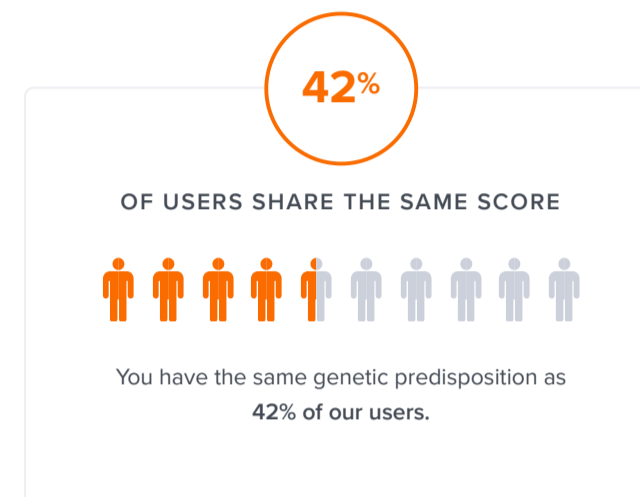 42%
OF USERS SHARE THE SAME SCORE
You have the same genetic predisposition as
42% of our users.